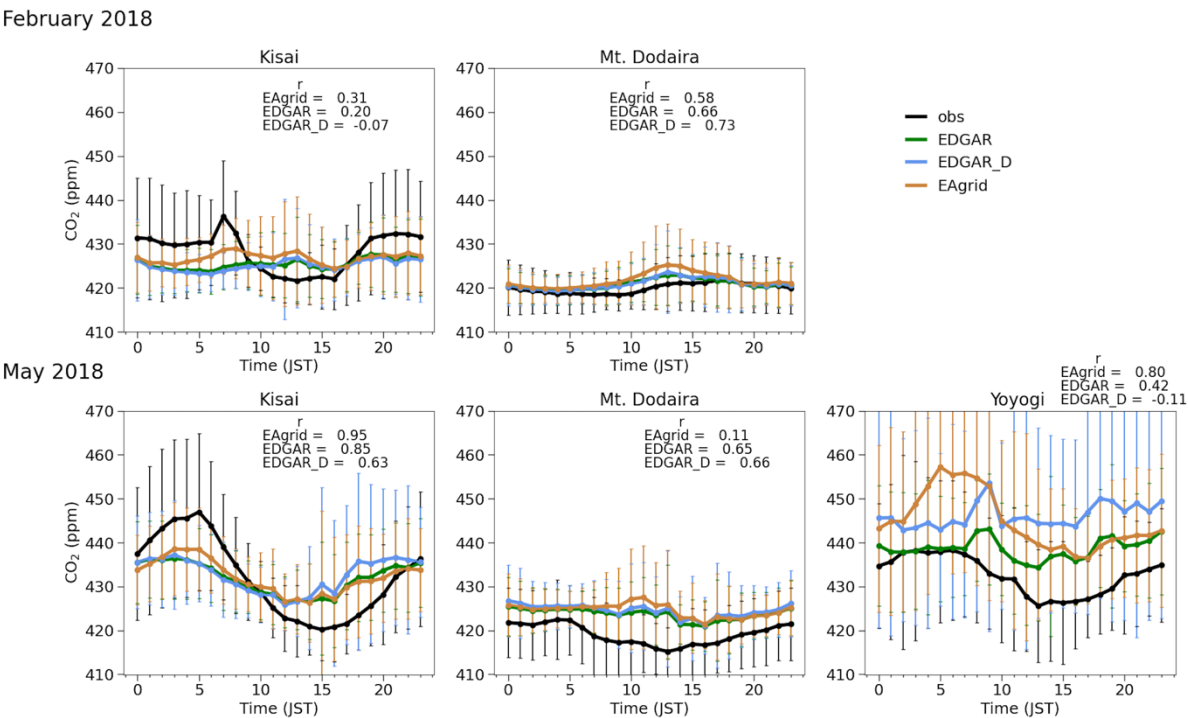 February 2018
Kisai
r
EAgrid = 0.31
EDGAR = 0.20
EDGAR_D = -0.07
470
460
450
440
430
420
410
CO2 (ppm)
0 5 10 15 20
Time (JST)
Mt. Dodaira
r
EAgrid = 0.58
EDGAR = 0.66
EDGAR_D = 0.73
470
460
450
440
430
420
410
0 5 10 15 20
Time (JST)
obs
EDGAR
EDGAR_D
EAgrid
May 2018
Kisai
r
EAgrid = 0.95
EDGAR = 0.85
EDGAR_D = 0.63
470
460
450
440
430
420
410
CO2 (ppm)
0 5 10 15 20
Time (JST)
Mt. Dodaira
r
EAgrid = 0.11
EDGAR = 0.65
EDGAR_D = 0.66
470
460
450
440
430
420
410
0 5 10 15 20
Time (JST)
r
EAgrid = 0.80
EDGAR = 0.42
EDGAR_D = -0.11
Yoyogi
470
460
450
440
430
420
410
0 5 10 15 20
Time (JST)